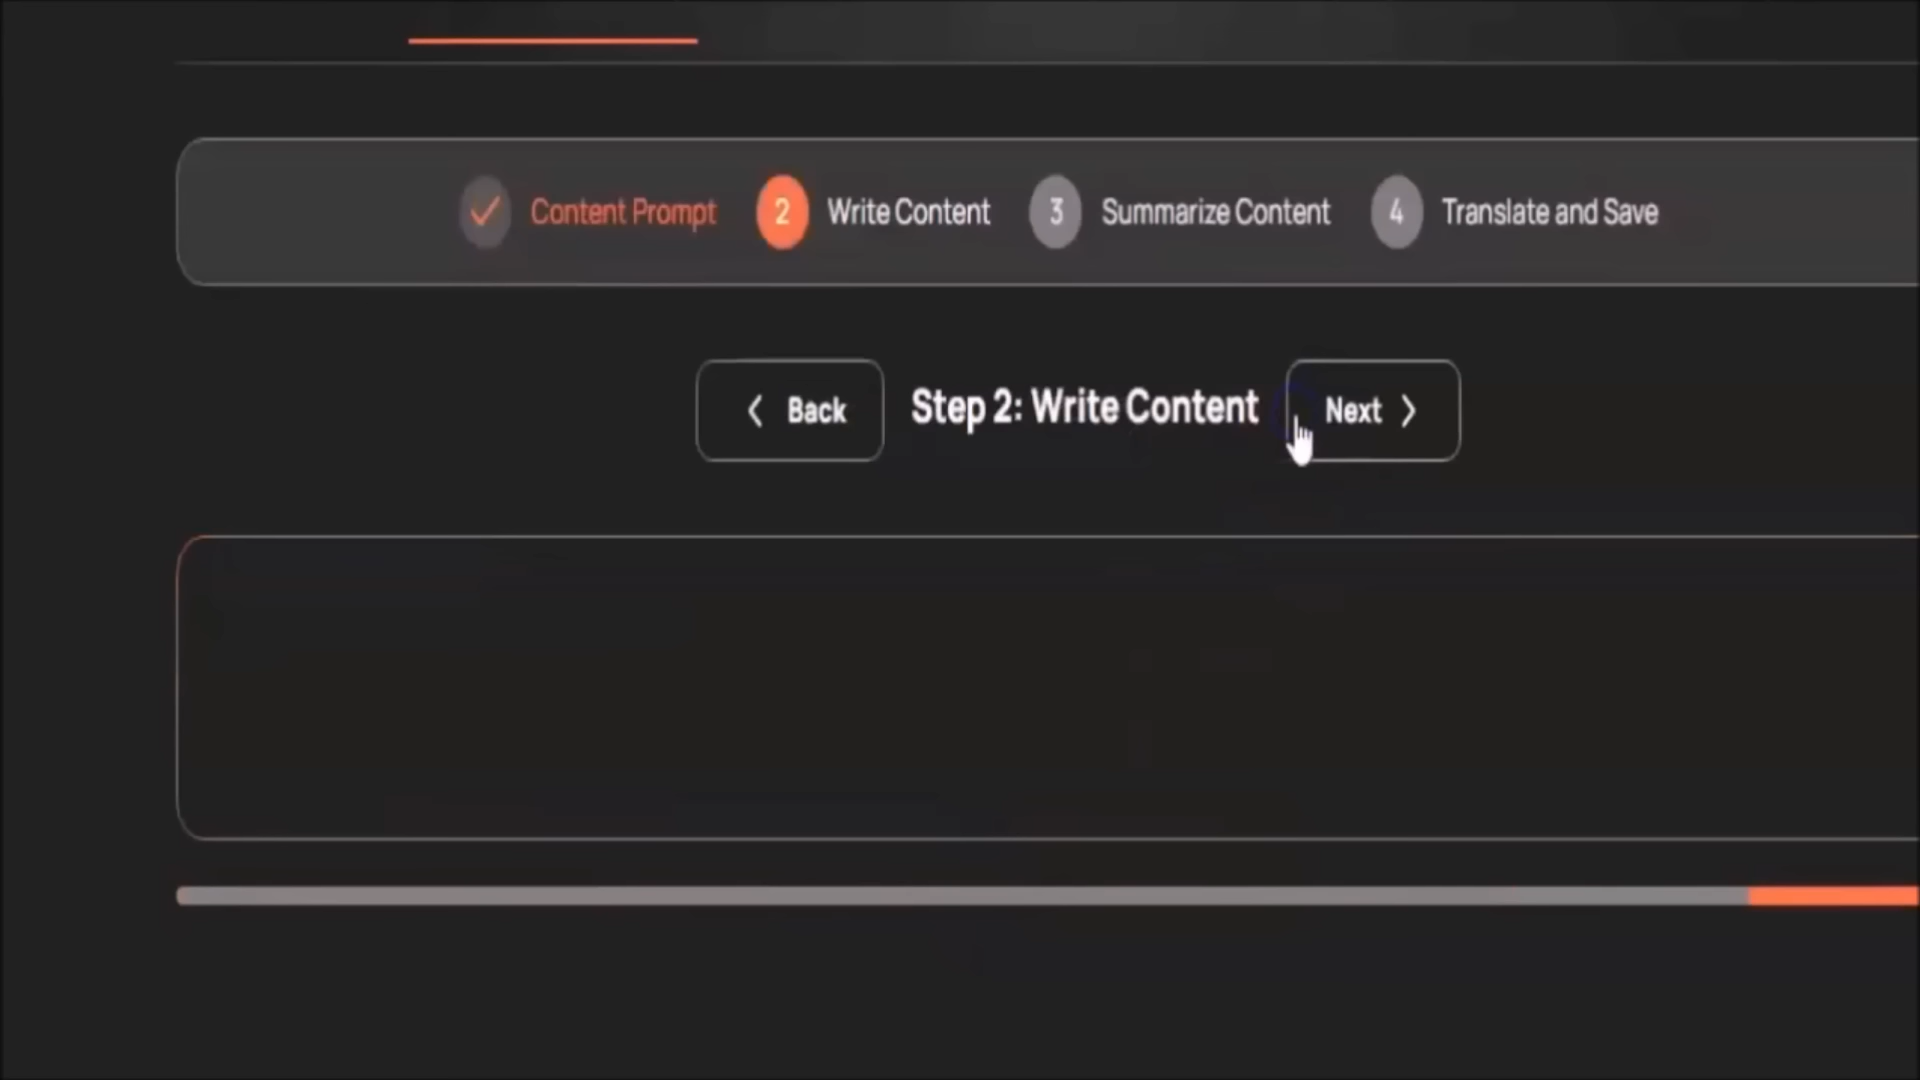 Content Prompt 2 Write Content 3 Summarize Content 4 Translate and Save
Back Step 2: Write Content Next